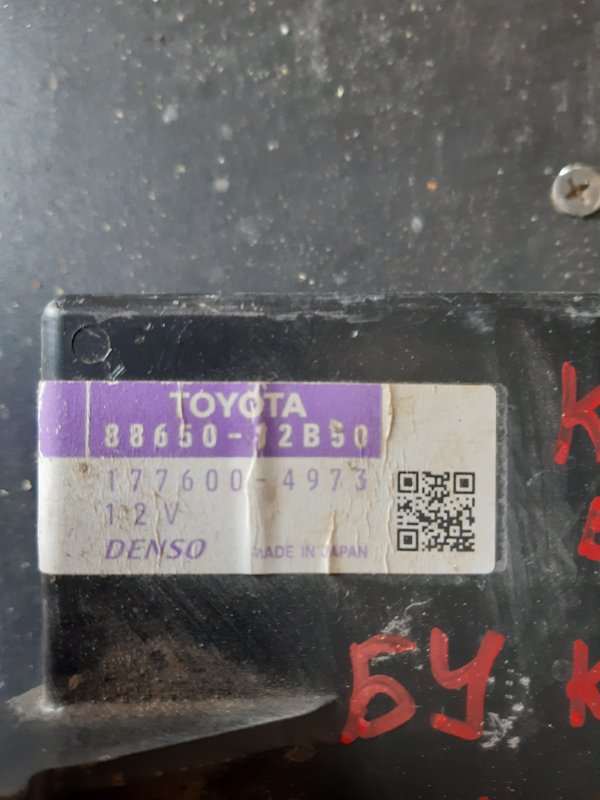 TOYOTA
88650-12B50
177600-4973
12V
DENSO MADE IN JAPAN
БУ